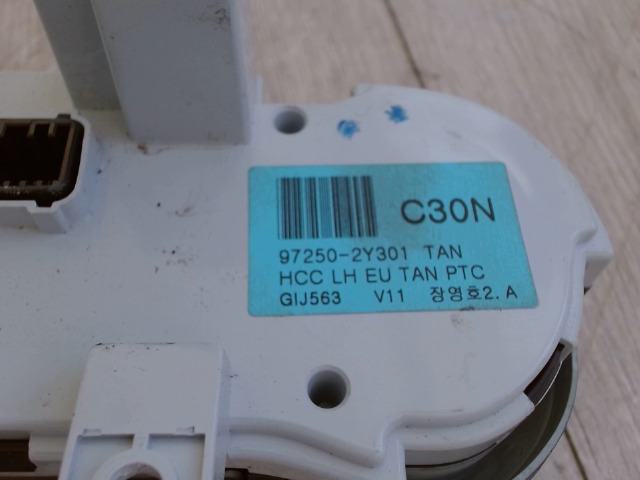 C30N
97250-2Y301 TAN
HCC LH EU TAN PTC
GIJ563 V11 장영호2. A